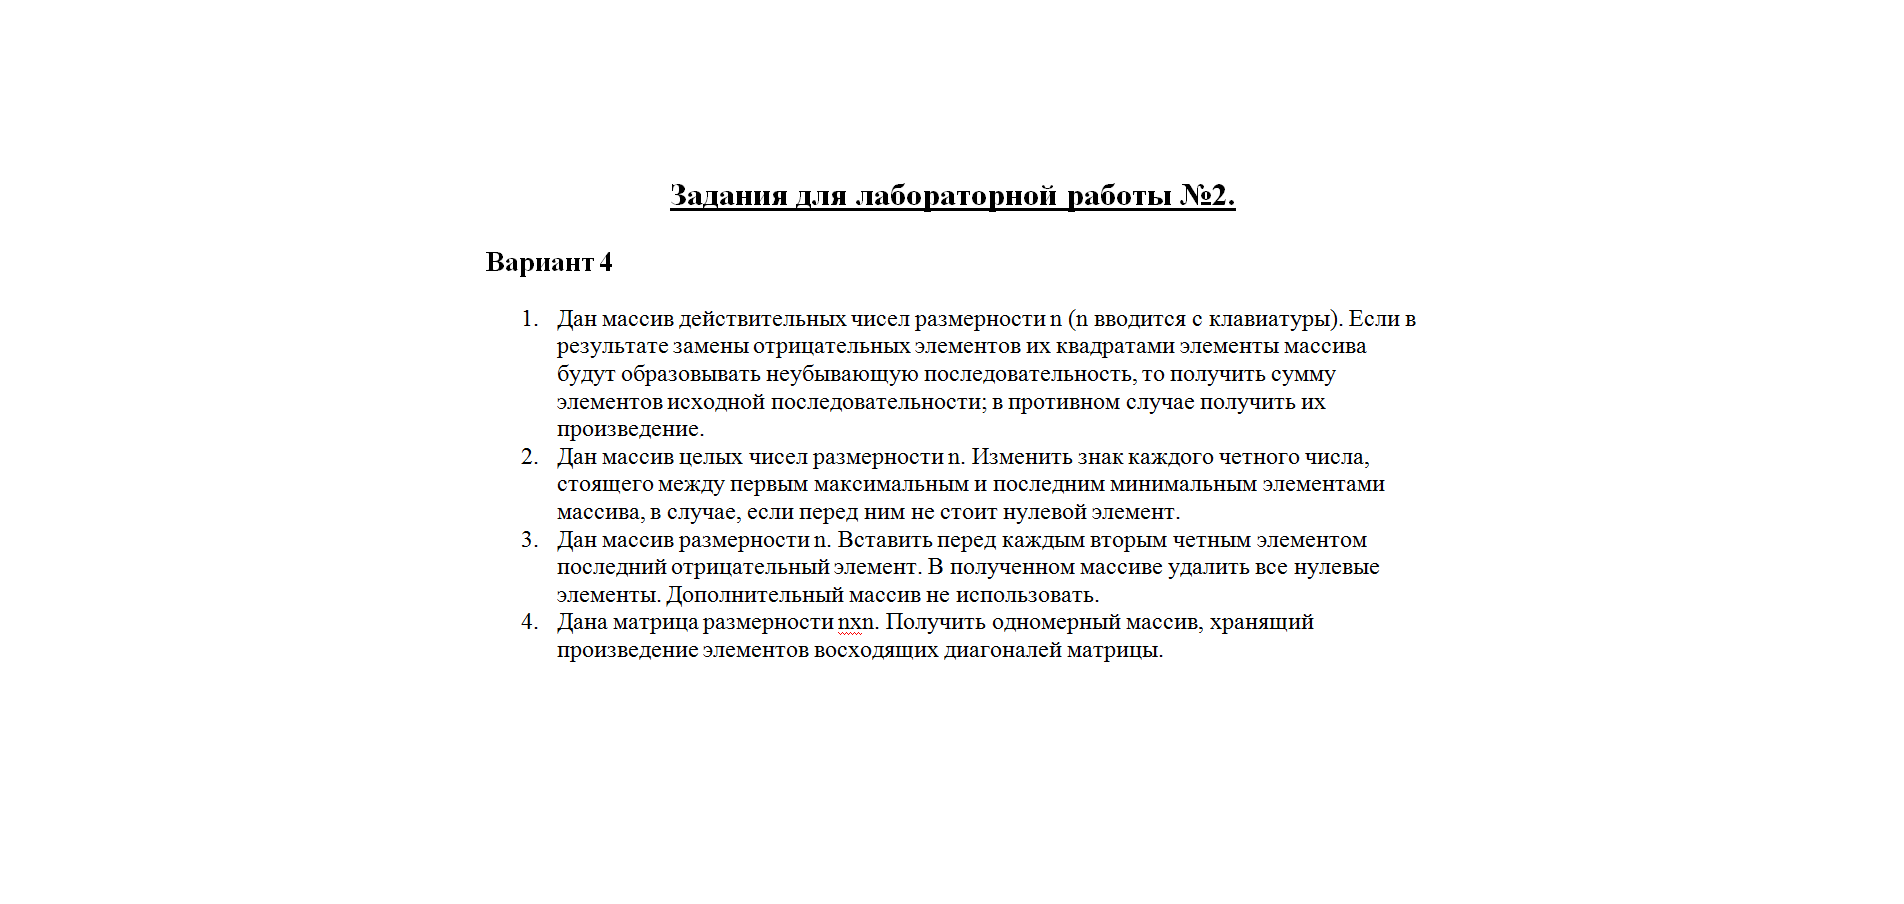 Задания для лабораторной работы №2.
Вариант 4
1. Дан массив действительных чисел размерности n (n вводится с клавиатуры). Если в
результате замены отрицательных элементов их квадратами элементы массива
будут образовывать неубывающую последовательность, то получить сумму
элементов исходной последовательности; в противном случае получить их
произведение.
2. Дан массив целых чисел размерности n. Изменить знак каждого четного числа,
стоящего между первым максимальным и последним минимальным элементами
массива, в случае, если перед ним не стоит нулевой элемент.
3. Дан массив размерности n. Вставить перед каждым вторым четным элементом
последний отрицательный элемент. В полученном массиве удалить все нулевые
элементы. Дополнительный массив не использовать.
4. Дана матрица размерности nxn. Получить одномерный массив, хранящий
произведение элементов восходящих диагоналей матрицы.